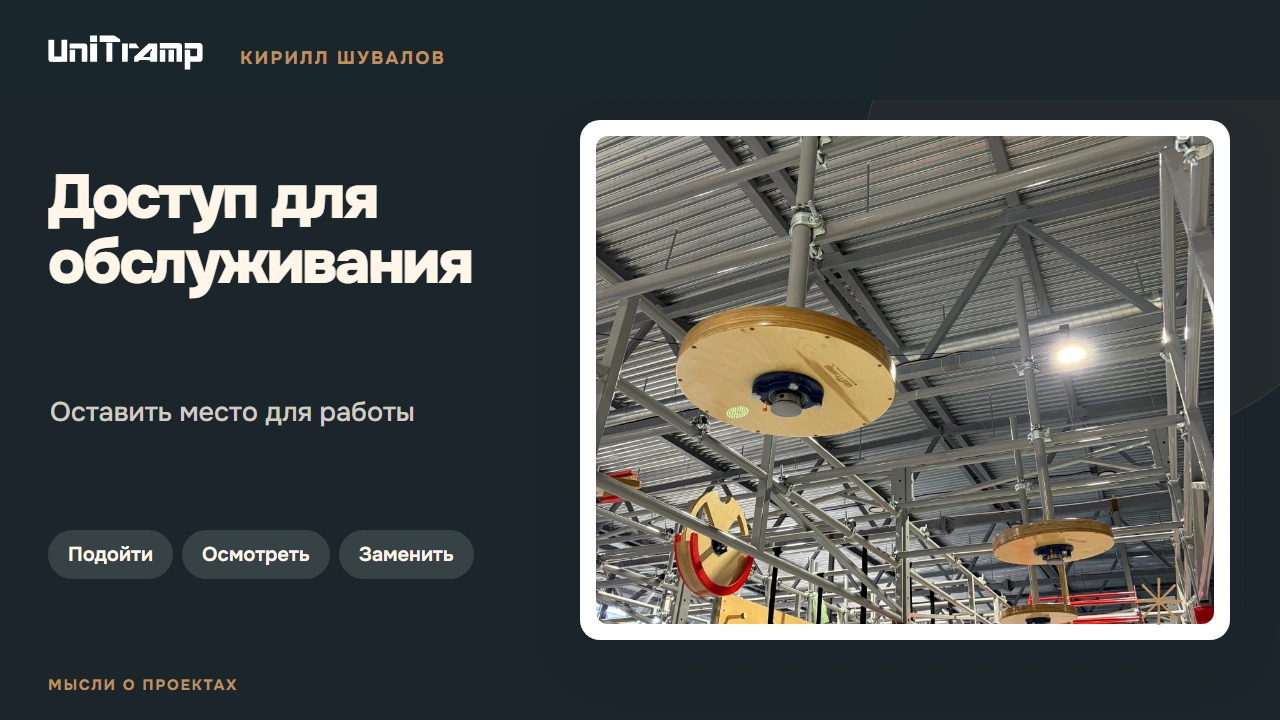 UniTramp
КИРИЛЛ ШУВАЛОВ
Доступ для
обслуживания
Оставить место для работы
Подойти
Осмотреть
Заменить
МЫСЛИ О ПРОЕКТАХ